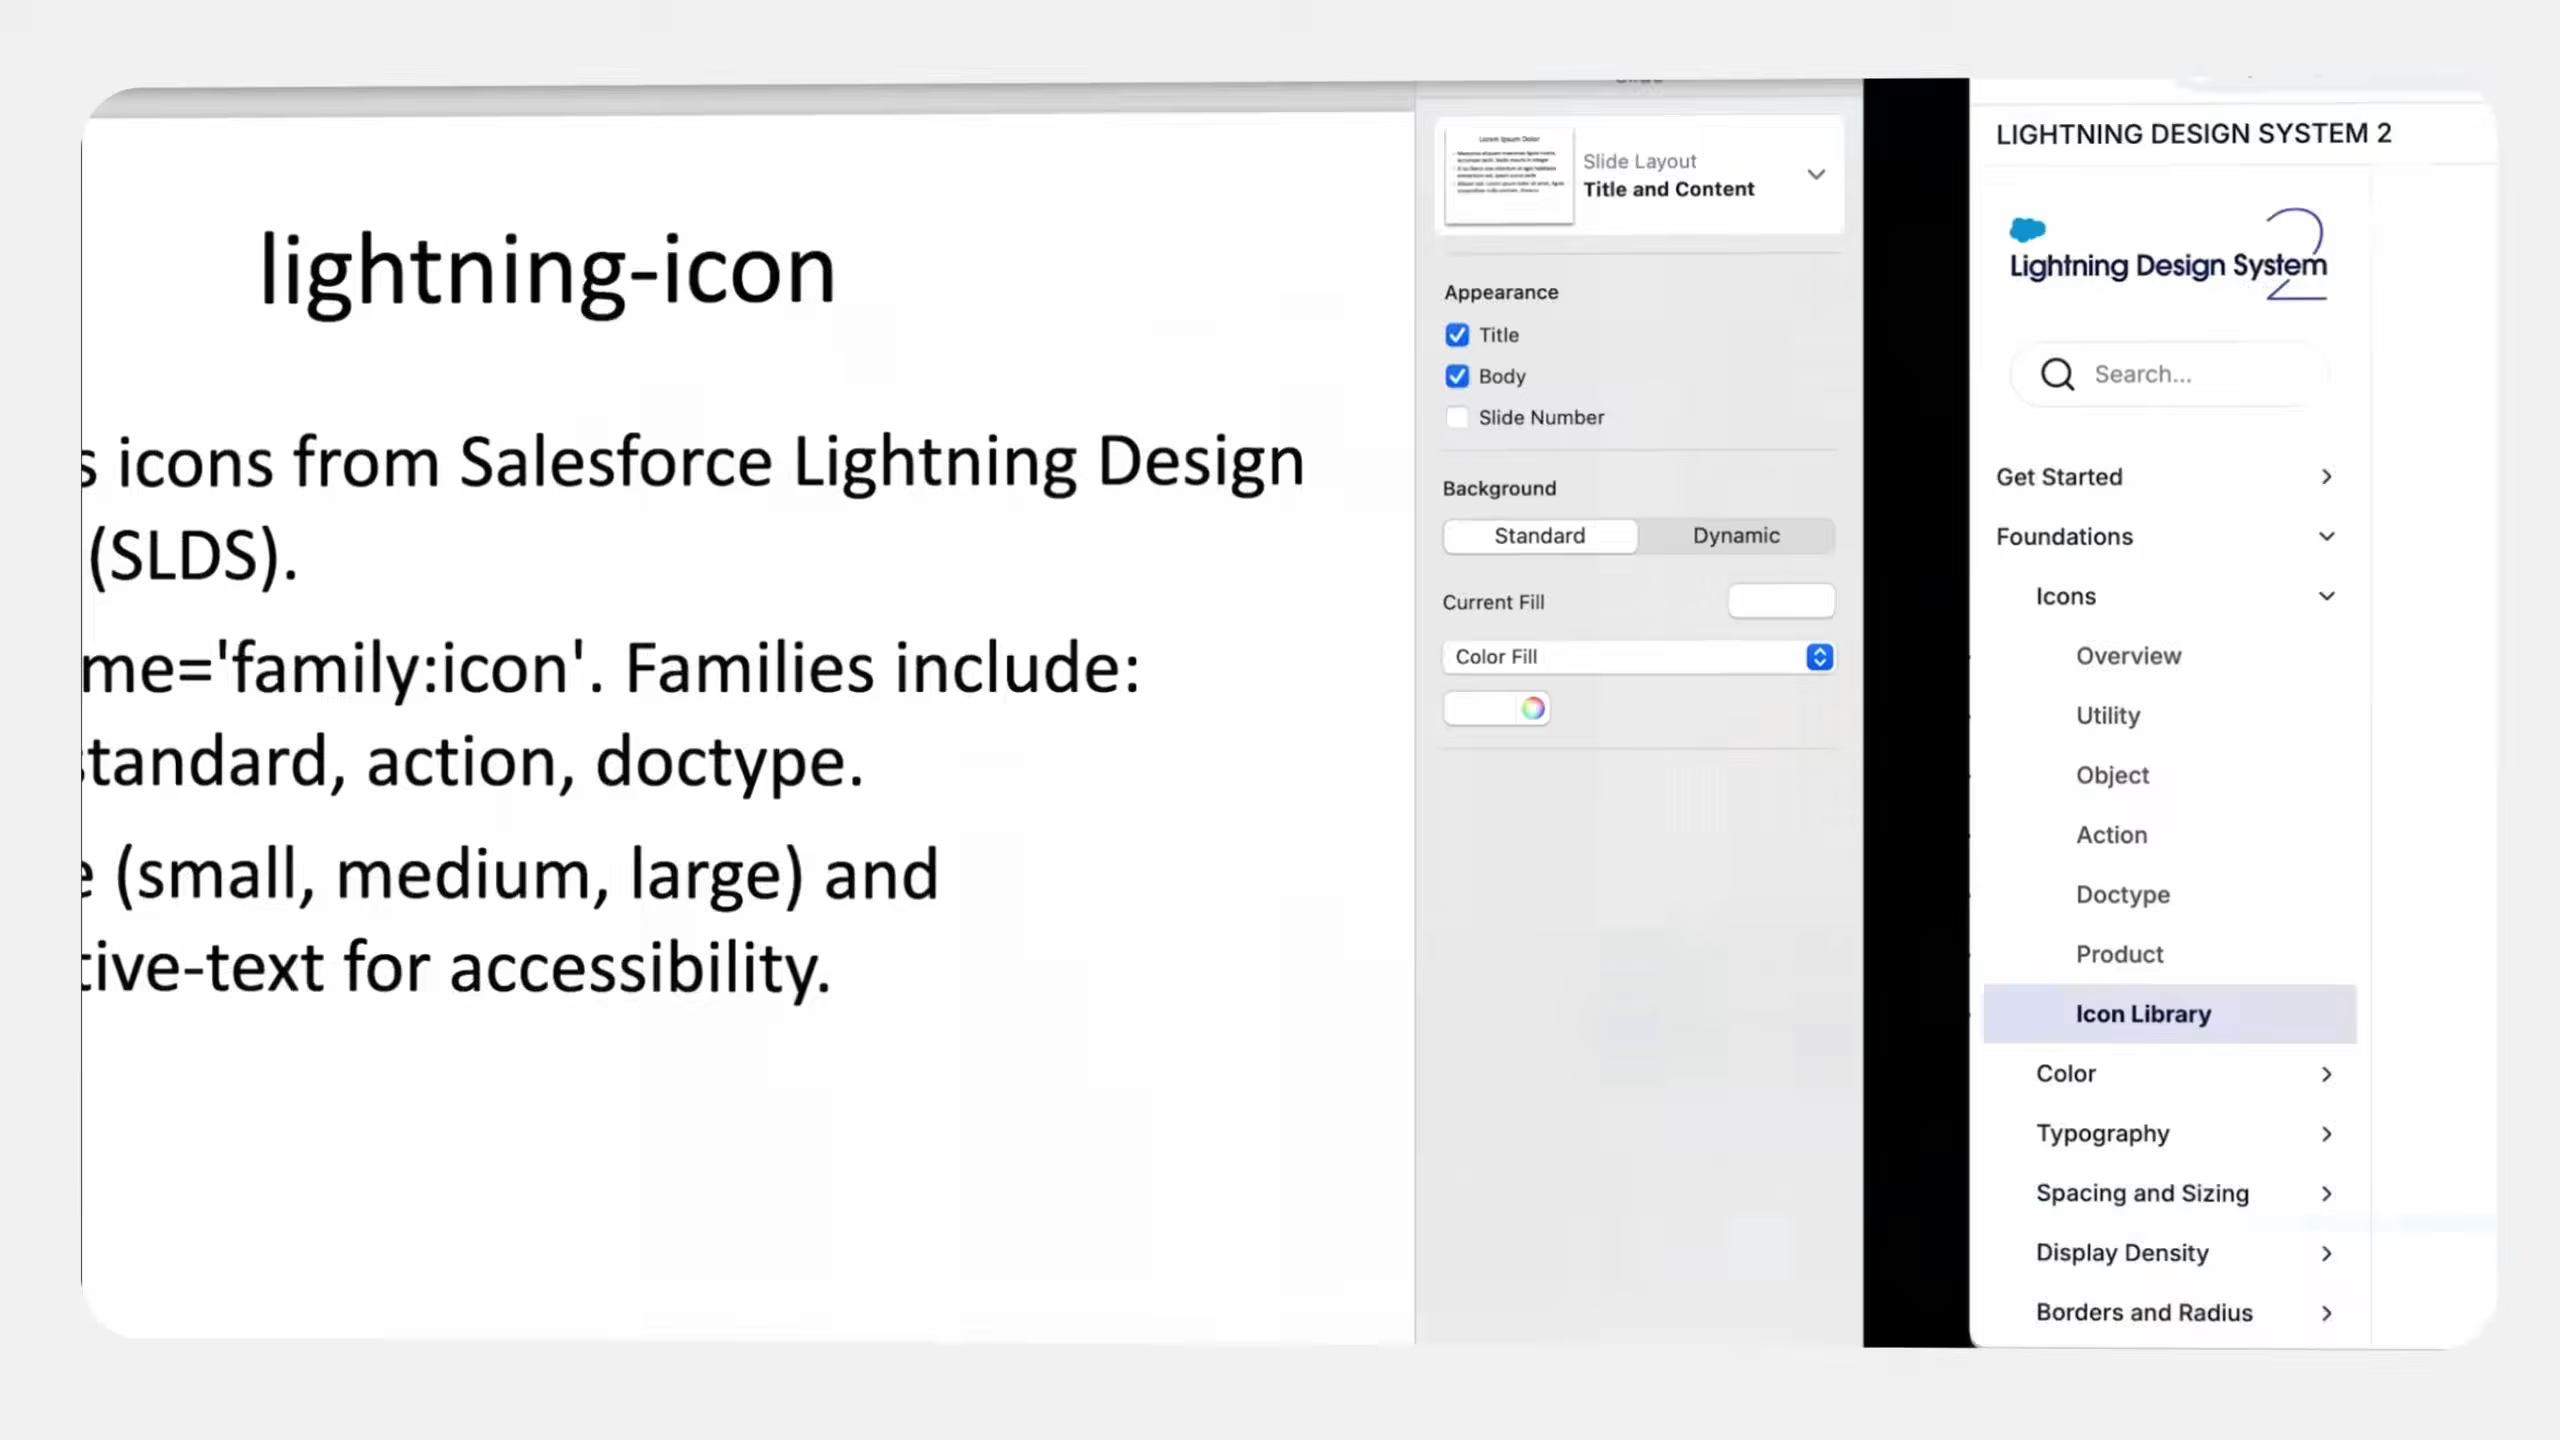 lightning-icon
icons from Salesforce Lightning Design
(SLDS).
me='family:icon'. Families include:
tandard, action, doctype.
(small, medium, large) and
tive-text for accessibility.
Lorem Ipsum Dolor
Slide Layout
Title and Content
Appearance
Title
Body
Slide Number
Background
Standard Dynamic
Current Fill
Color Fill
LIGHTNING DESIGN SYSTEM 2
Lightning Design System 2
Search...
Get Started
Foundations
Icons
Overview
Utility
Object
Action
Doctype
Product
Icon Library
Color
Typography
Spacing and Sizing
Display Density
Borders and Radius